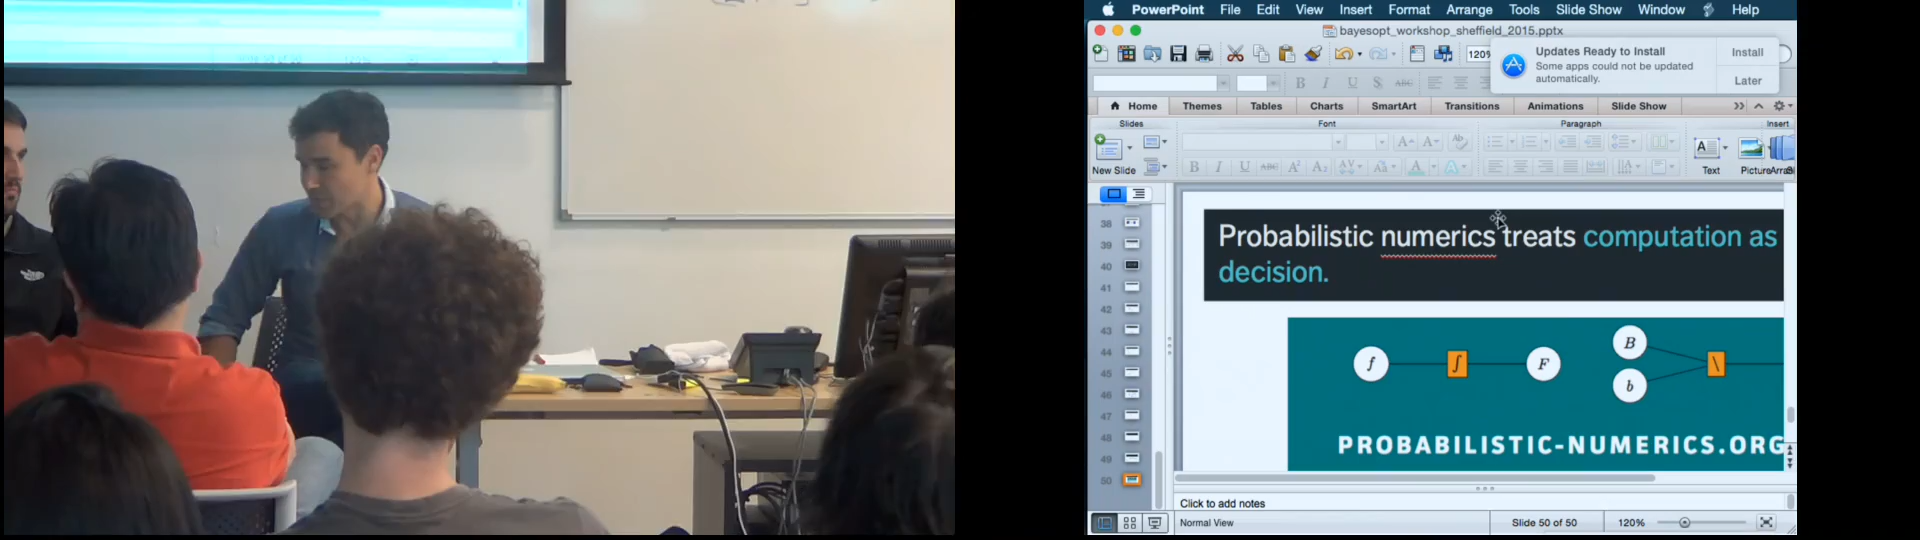 PowerPoint File Edit View Insert Format Arrange Tools Slide Show Window Help
bayesopt_workshop_sheffield_2015.pptx
Updates Ready to Install
Some apps could not be updated
automatically.
Install
Later
120%
Home Themes Tables Charts SmartArt Transitions Animations Slide Show
Slides Font Paragraph Insert
New Slide
B I U ABC A² A₂
Text Picture
38
39
40
41
42
43
44
45
46
47
48
49
50
Probabilistic numerics treats computation as
decision.
f ∫ F
B
b
\
PROBABILISTIC-NUMERICS.ORG
Click to add notes
Normal View Slide 50 of 50 120%